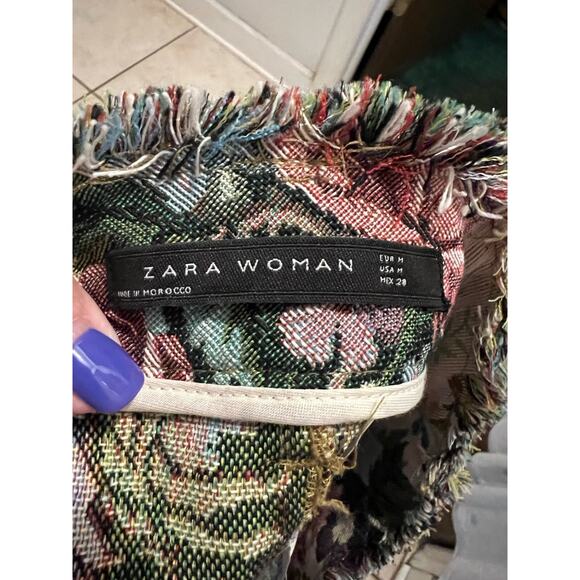 ZARA WOMAN
MADE IN MOROCCO
EUR M
USA M
MEX 28